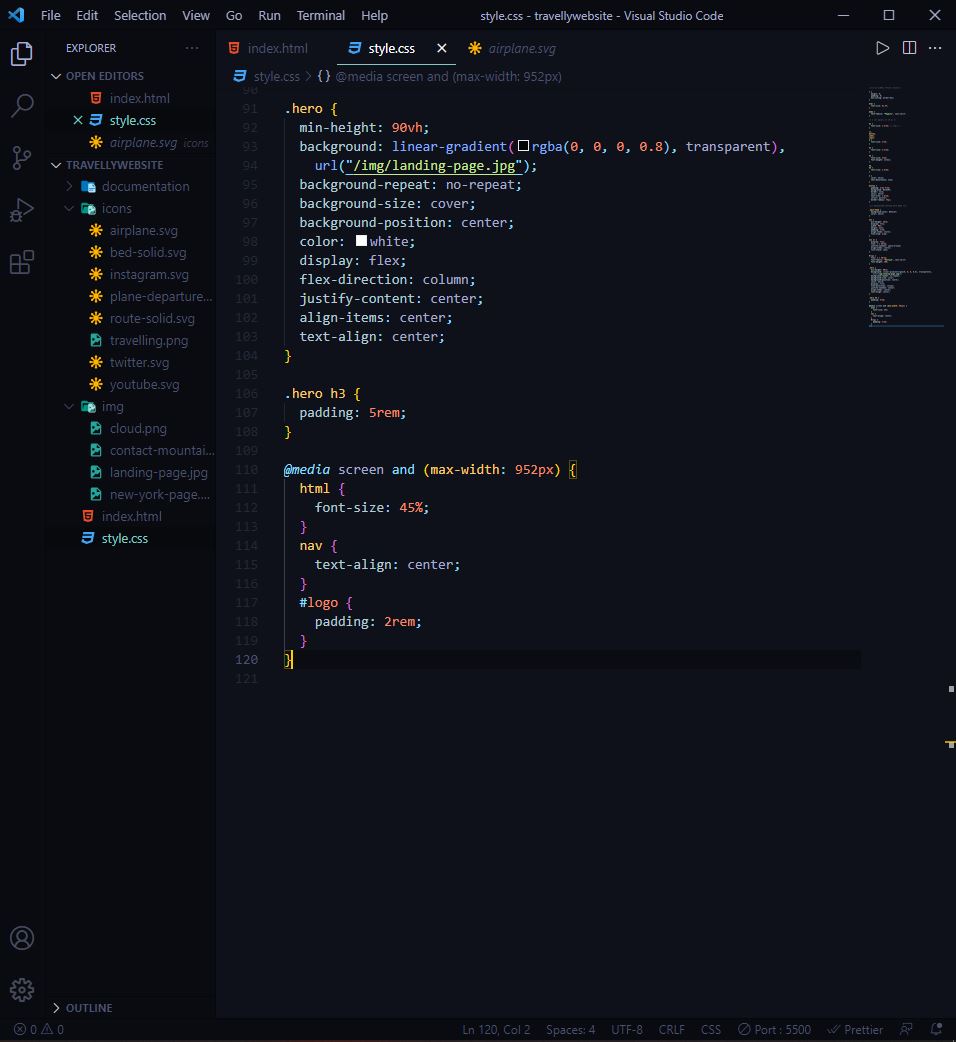 File Edit Selection View Go Run Terminal Help style.css - travellywebsite - Visual Studio Code
EXPLORER ...
OPEN EDITORS
index.html
style.css
airplane.svg icons
TRAVELLYWEBSITE
documentation
icons
airplane.svg
bed-solid.svg
instagram.svg
plane-departure...
route-solid.svg
travelling.png
twitter.svg
youtube.svg
img
cloud.png
contact-mountai...
landing-page.jpg
new-york-page....
index.html
style.css
OUTLINE
index.html style.css airplane.svg
style.css > {} @media screen and (max-width: 952px)
90
91 .hero {
92 min-height: 90vh;
93 background: linear-gradient(rgba(0, 0, 0, 0.8), transparent),
94 url("/img/landing-page.jpg");
95 background-repeat: no-repeat;
96 background-size: cover;
97 background-position: center;
98 color: white;
99 display: flex;
100 flex-direction: column;
101 justify-content: center;
102 align-items: center;
103 text-align: center;
104 }
105
106 .hero h3 {
107 padding: 5rem;
108 }
109
110 @media screen and (max-width: 952px) {
111 html {
112 font-size: 45%;
113 }
114 nav {
115 text-align: center;
116 }
117 #logo {
118 padding: 2rem;
119 }
120 }
121
0 0 Ln 120, Col 2 Spaces: 4 UTF-8 CRLF CSS Port : 5500 Prettier